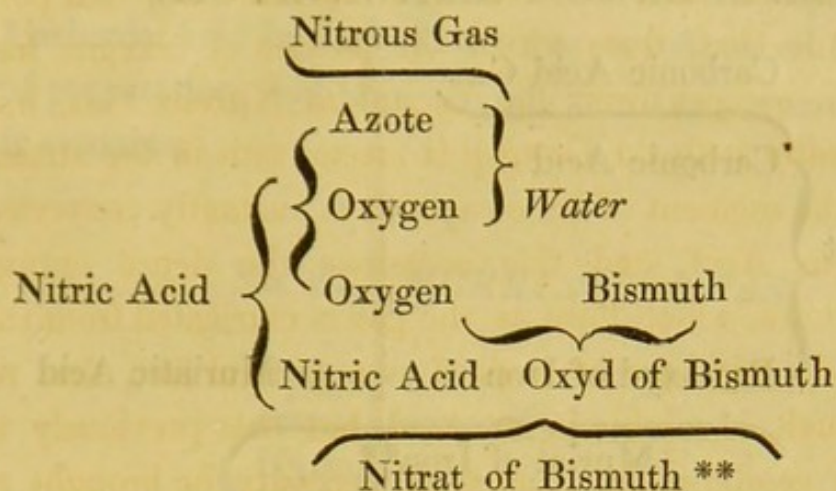 Nitrous Gas
Azote
Oxygen Water
Nitric Acid Oxygen Bismuth
Nitric Acid Oxyd of Bismuth
Nitrat of Bismuth **